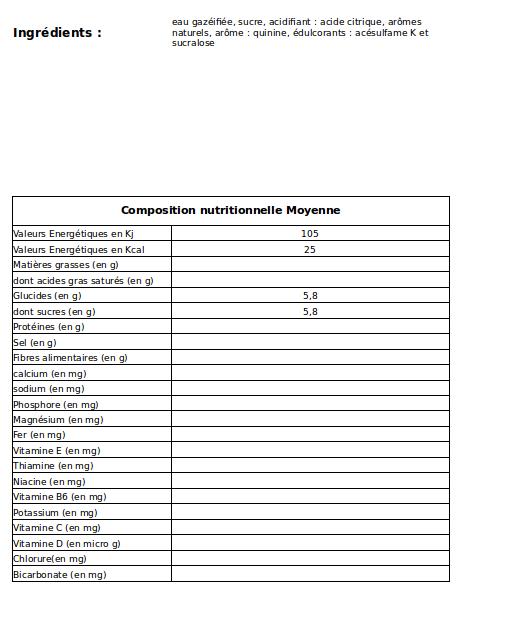 Ingrédients :
eau gazéifiée, sucre, acidifiant : acide citrique, arômes
naturels, arôme : quinine, édulcorants : acésulfame K et
sucralose
Composition nutritionnelle Moyenne
Valeurs Energétiques en Kj 105
Valeurs Energétiques en Kcal 25
Matières grasses (en g)
dont acides gras saturés (en g)
Glucides (en g) 5,8
dont sucres (en g) 5,8
Protéines (en g)
Sel (en g)
Fibres alimentaires (en g)
calcium (en mg)
sodium (en mg)
Phosphore (en mg)
Magnésium (en mg)
Fer (en mg)
Vitamine E (en mg)
Thiamine (en mg)
Niacine (en mg)
Vitamine B6 (en mg)
Potassium (en mg)
Vitamine C (en mg)
Vitamine D (en micro g)
Chlorure(en mg)
Bicarbonate (en mg)